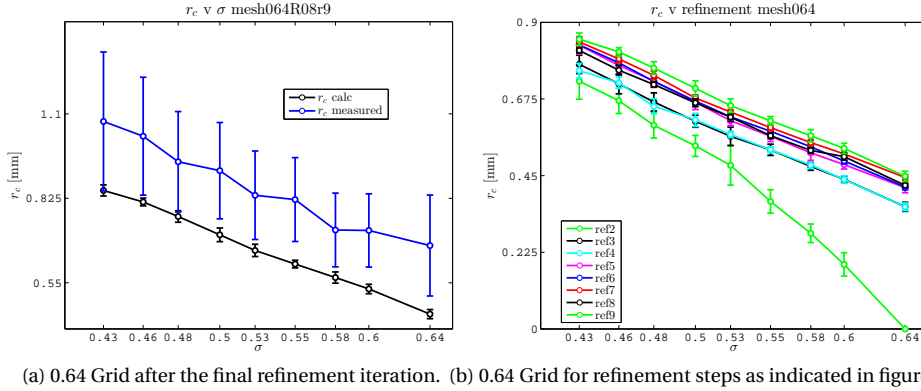 r_c v σ mesh064R08r9
r_c [mm]
1.1
0.825
0.55
r_c calc
r_c measured
0.43 0.46 0.48 0.5 0.53 0.55 0.58 0.6 0.64
σ
(a) 0.64 Grid after the final refinement iteration.
r_c v refinement mesh064
r_c [mm]
0.9
0.675
0.45
0.225
0
ref2
ref3
ref4
ref5
ref6
ref7
ref8
ref9
0.43 0.46 0.48 0.5 0.53 0.55 0.58 0.6 0.64
σ
(b) 0.64 Grid for refinement steps as indicated in figur